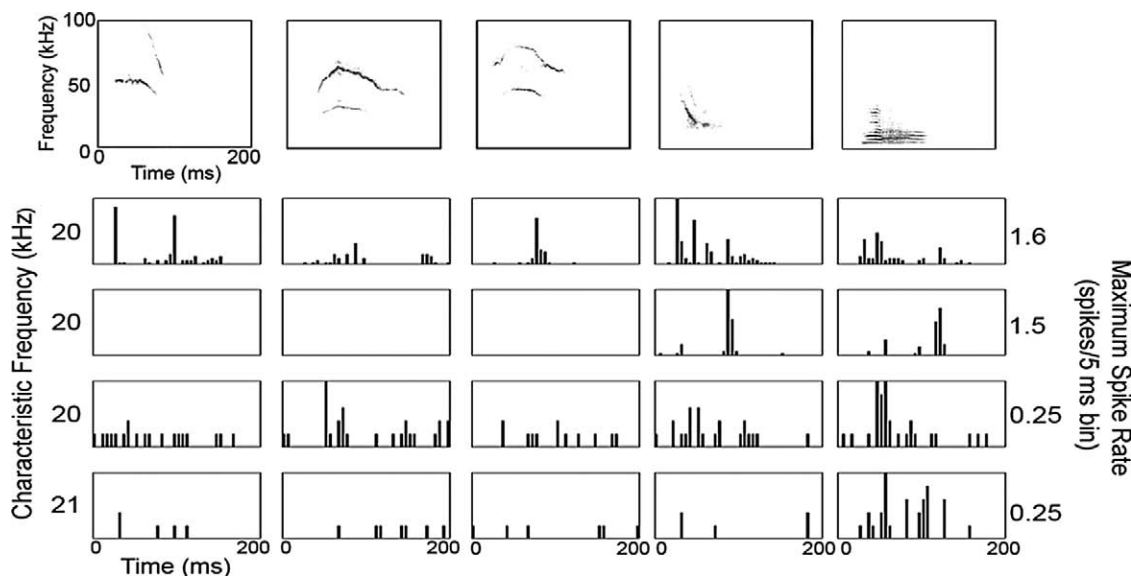 Frequency (kHz)
100
50
0
0
200
Time (ms)
Characteristic Frequency (kHz)
20
1.6
20
1.5
20
0.25
21
0.25
Maximum Spike Rate
(spikes/5 ms bin)
0 200 0 200 0 200 0 200 0 200
Time (ms)